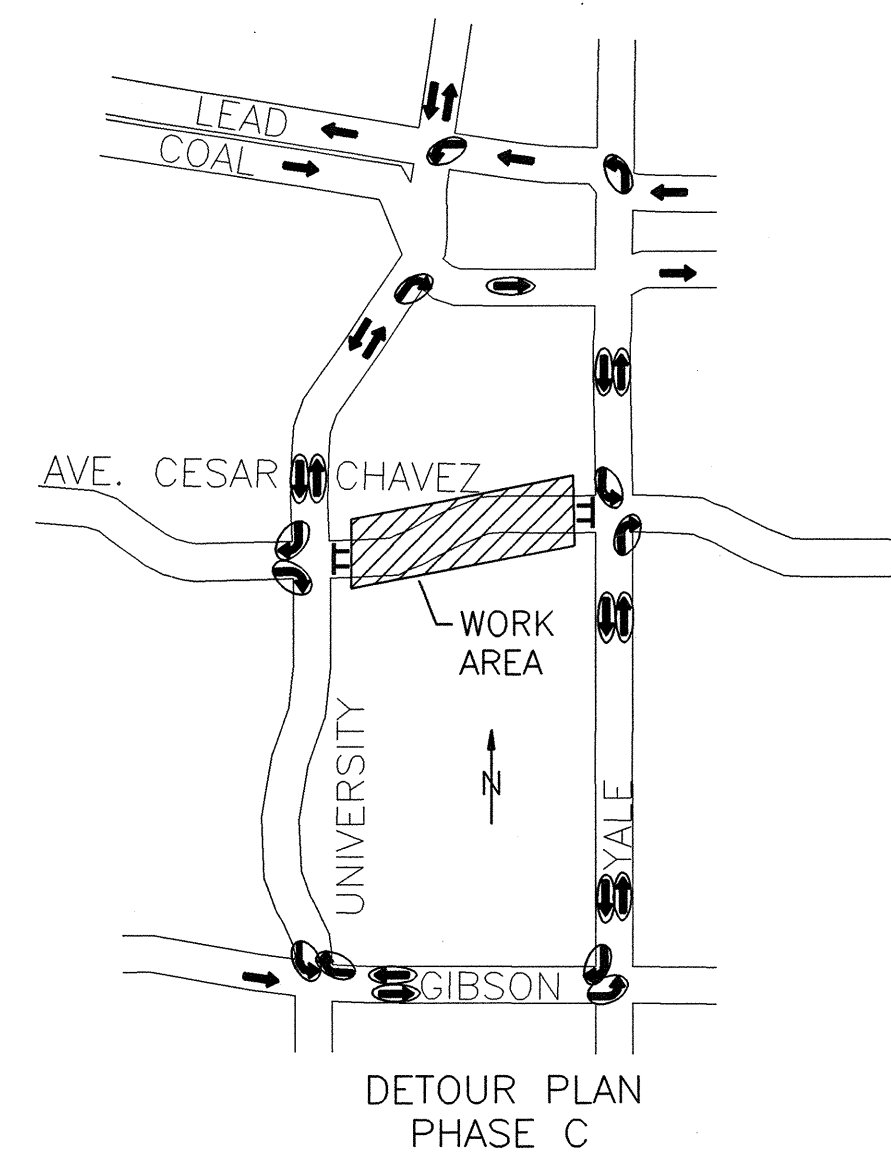 LEAD
COAL
AVE. CESAR CHAVEZ
WORK
AREA
UNIVERSITY
N
YALE
GIBSON
DETOUR PLAN
PHASE C